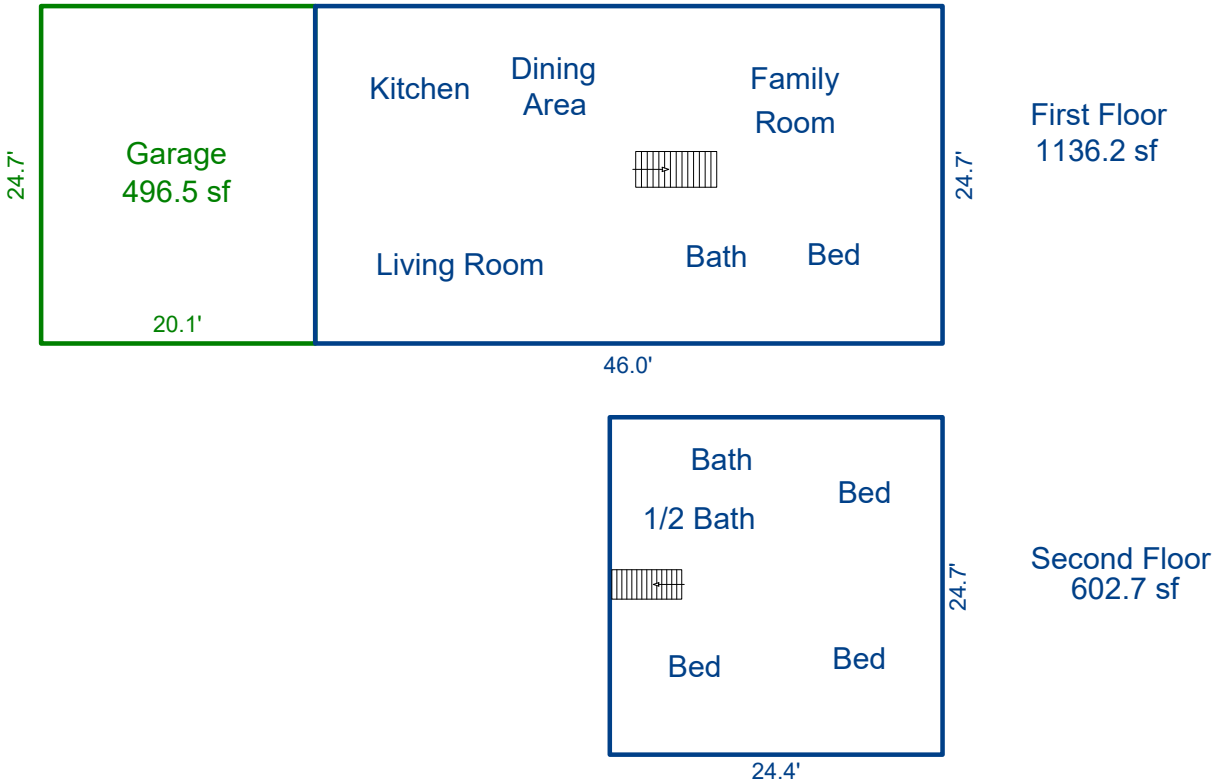 Kitchen
Dining
Area
Family
Room
First Floor
1136.2 sf
24.7'
Garage
496.5 sf
24.7'
Living Room
Bath
Bed
20.1'
46.0'
Bath
Bed
1/2 Bath
Second Floor
602.7 sf
24.7'
Bed
Bed
24.4'